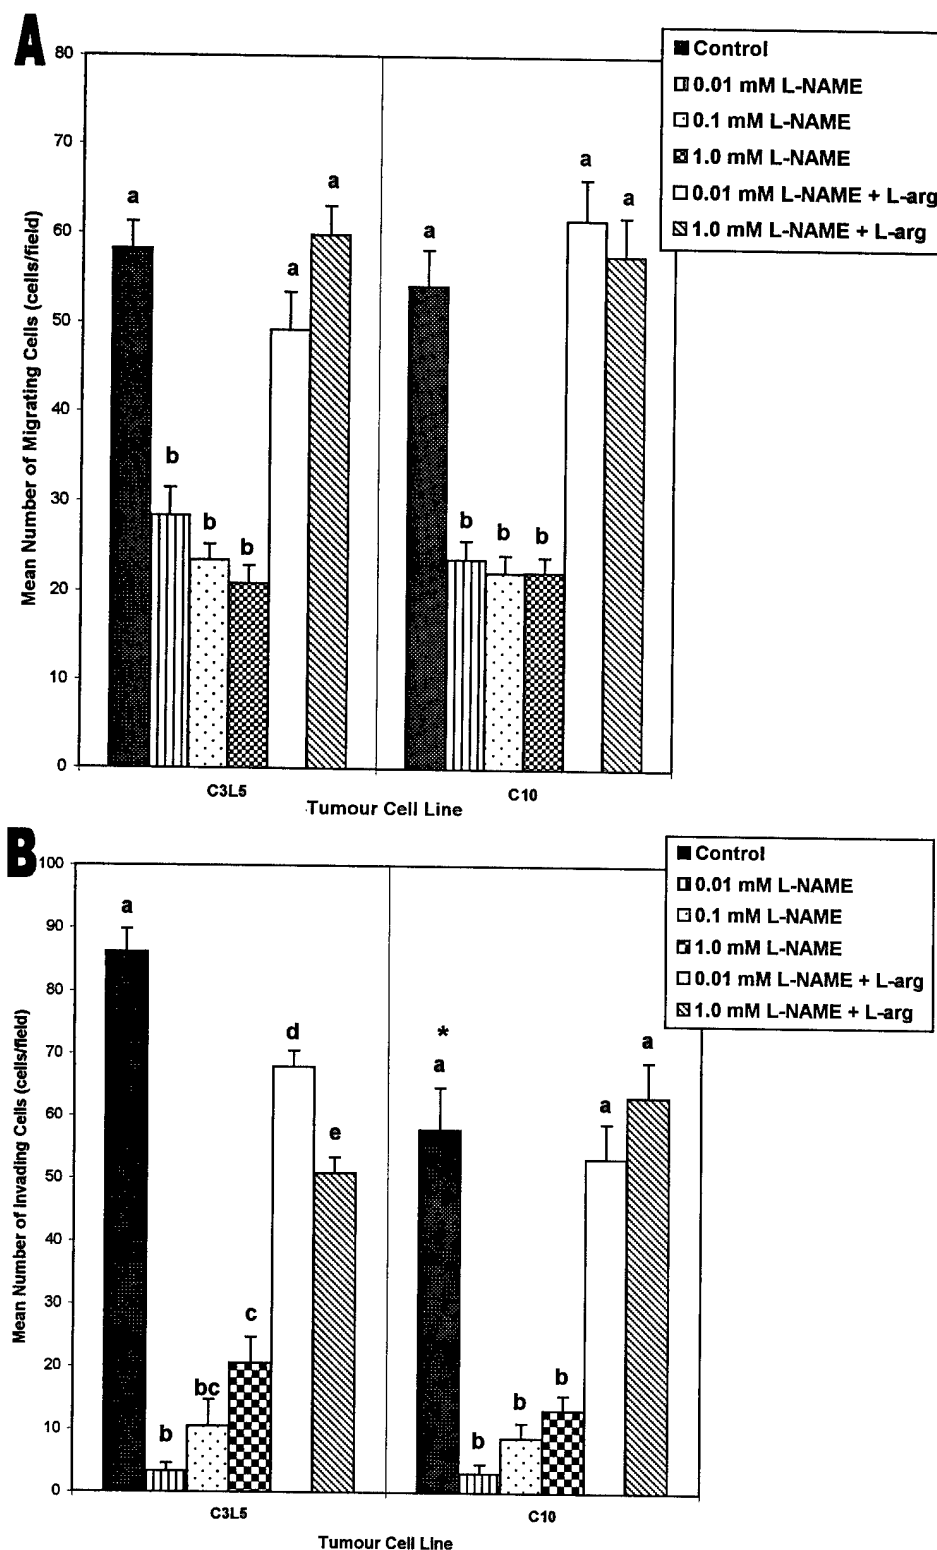 A
80
70
60
50
40
30
20
10
0
Mean Number of Migrating Cells (cells/field)
a
b
b
b
a
a
a
b
b
b
a
a
C3L5
C10
Tumour Cell Line
Control
0.01 mM L-NAME
0.1 mM L-NAME
1.0 mM L-NAME
0.01 mM L-NAME + L-arg
1.0 mM L-NAME + L-arg
B
100
90
80
70
60
50
40
30
20
10
0
Mean Number of Invading Cells (cells/field)
a
b
bc
c
d
e
*
a
b
b
b
a
a
C3L5
C10
Tumour Cell Line
Control
0.01 mM L-NAME
0.1 mM L-NAME
1.0 mM L-NAME
0.01 mM L-NAME + L-arg
1.0 mM L-NAME + L-arg